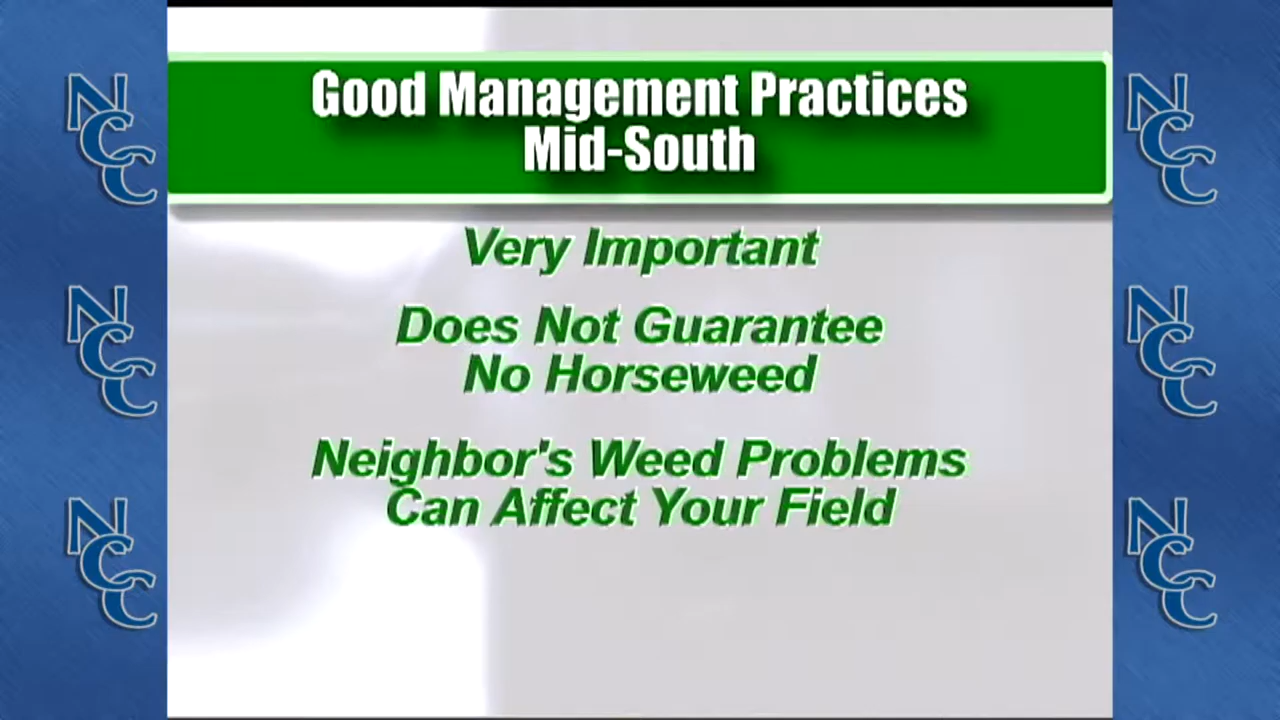 Good Management Practices
Mid-South
Very Important
Does Not Guarantee
No Horseweed
Neighbor's Weed Problems
Can Affect Your Field
NCC
NCC
NCC
NCC
NCC
NCC